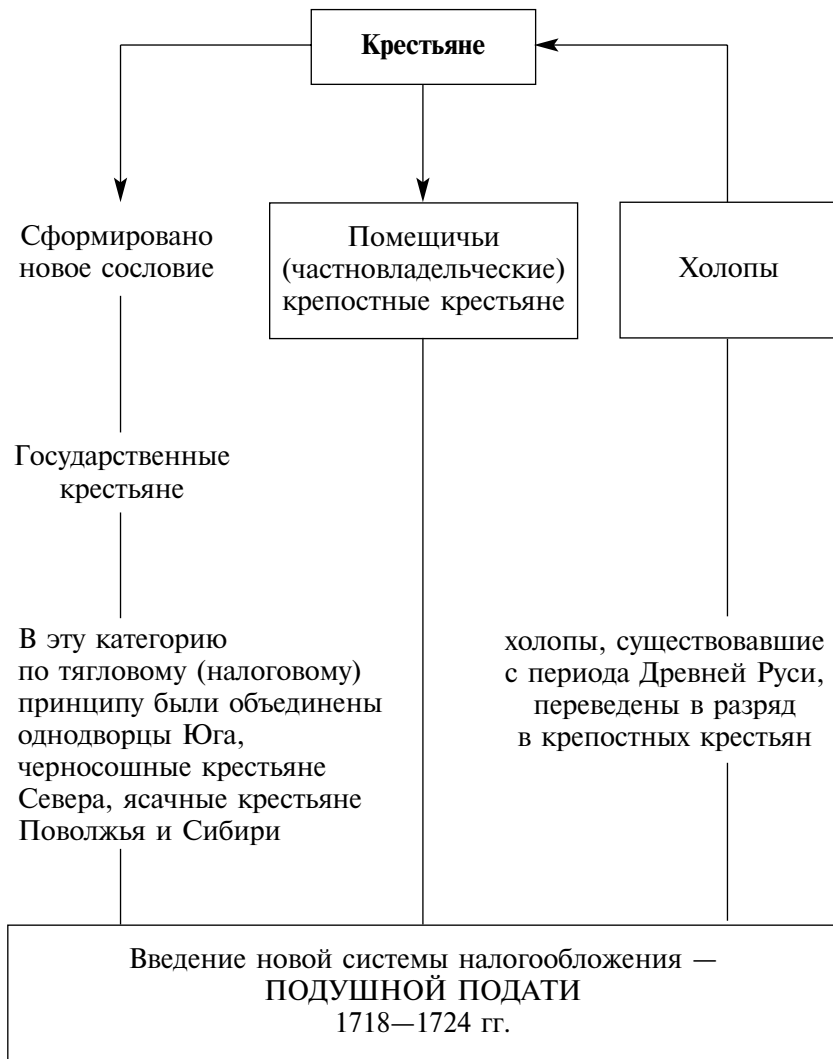 Крестьяне
Сформировано
новое сословие
Помещичьи
(частновладельческие)
крепостные крестьяне
Холопы
Государственные
крестьяне
В эту категорию
по тягловому (налоговому)
принципу были объединены
однодворцы Юга,
черносошные крестьяне
Севера, ясачные крестьяне
Поволжья и Сибири
холопы, существовавшие
с периода Древней Руси,
переведены в разряд
в крепостных крестьян
Введение новой системы налогообложения —
ПОДУШНОЙ ПОДАТИ
1718—1724 гг.